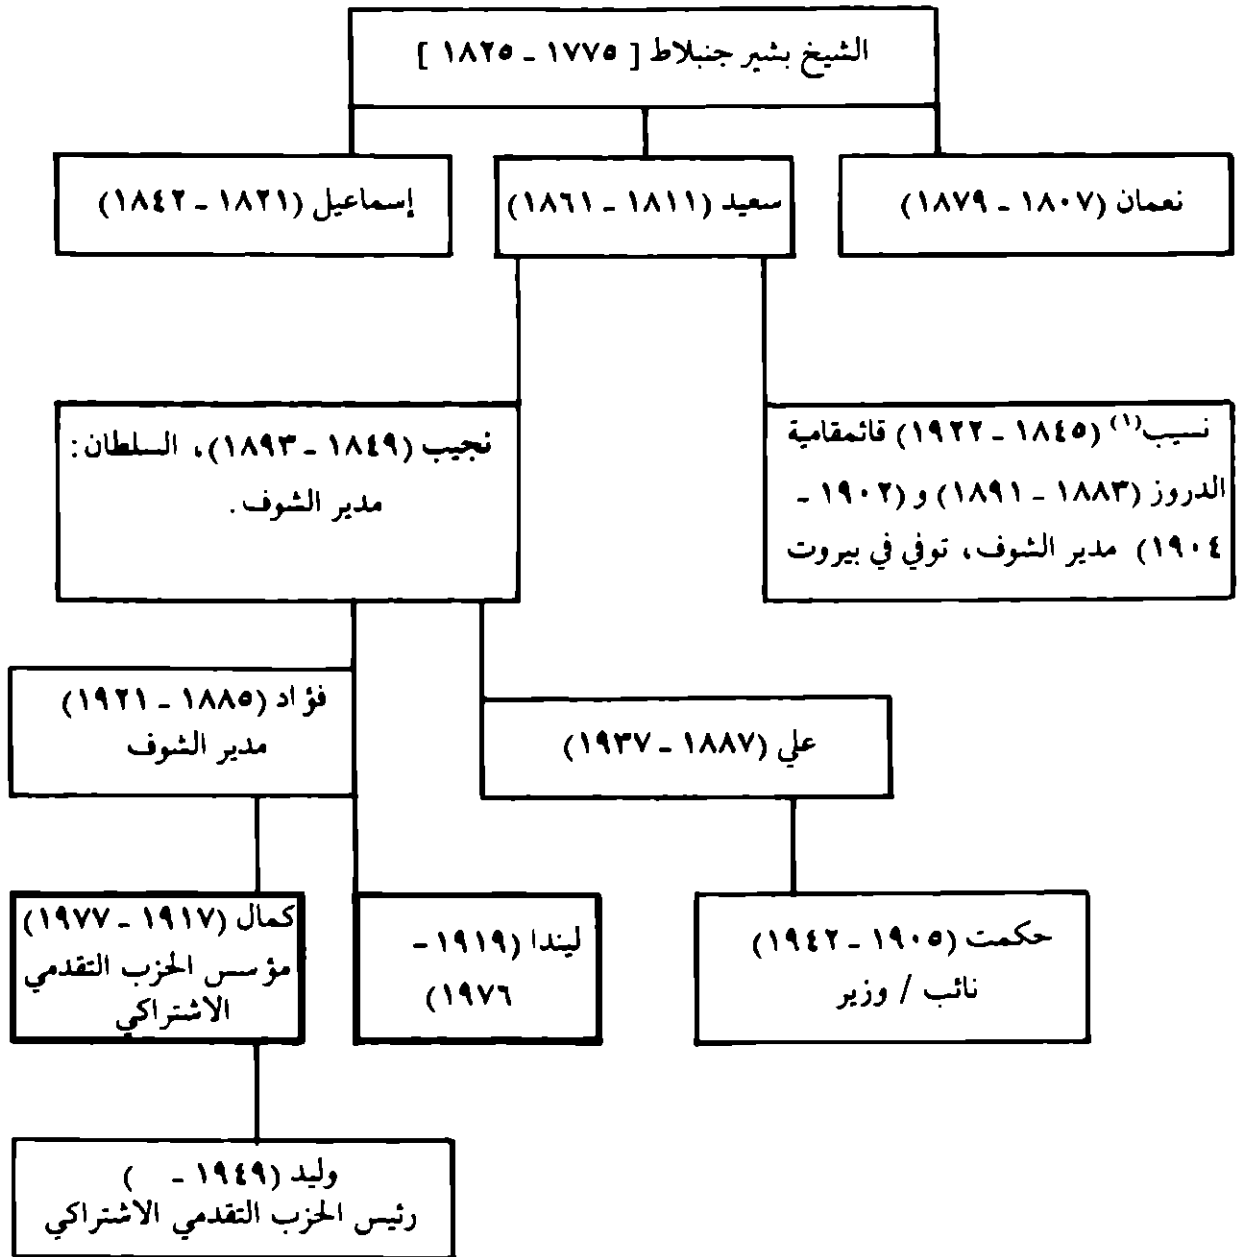 الشيخ بشير جنبلاط [ ١٧٧٥ - ١٨٢٥ ]
نعمان (١٨٠٧ - ١٨٧٩)
سعيد (١٨١١ - ١٨٦١)
إسماعيل (١٨٢١ - ١٨٤٢)
نسيب(١) (١٨٤٥ - ١٩٢٢) قائمقامية
الدروز (١٨٨٣ - ١٨٩١) و (١٩٠٢ -
١٩٠٤) مدير الشوف، توفي في بيروت
نجيب (١٨٤٩ - ١٨٩٣)، السلطان:
مدير الشوف.
علي (١٨٨٧ - ١٩٣٧)
فؤاد (١٨٨٥ - ١٩٢١)
مدير الشوف
حكمت (١٩٠٥ - ١٩٤٢)
نائب / وزير
ليندا (١٩١٩ -
١٩٧٦)
كمال (١٩١٧ - ١٩٧٧)
مؤسس الحزب التقدمي
الاشتراكي
وليد (١٩٤٩ - )
رئيس الحزب التقدمي الاشتراكي